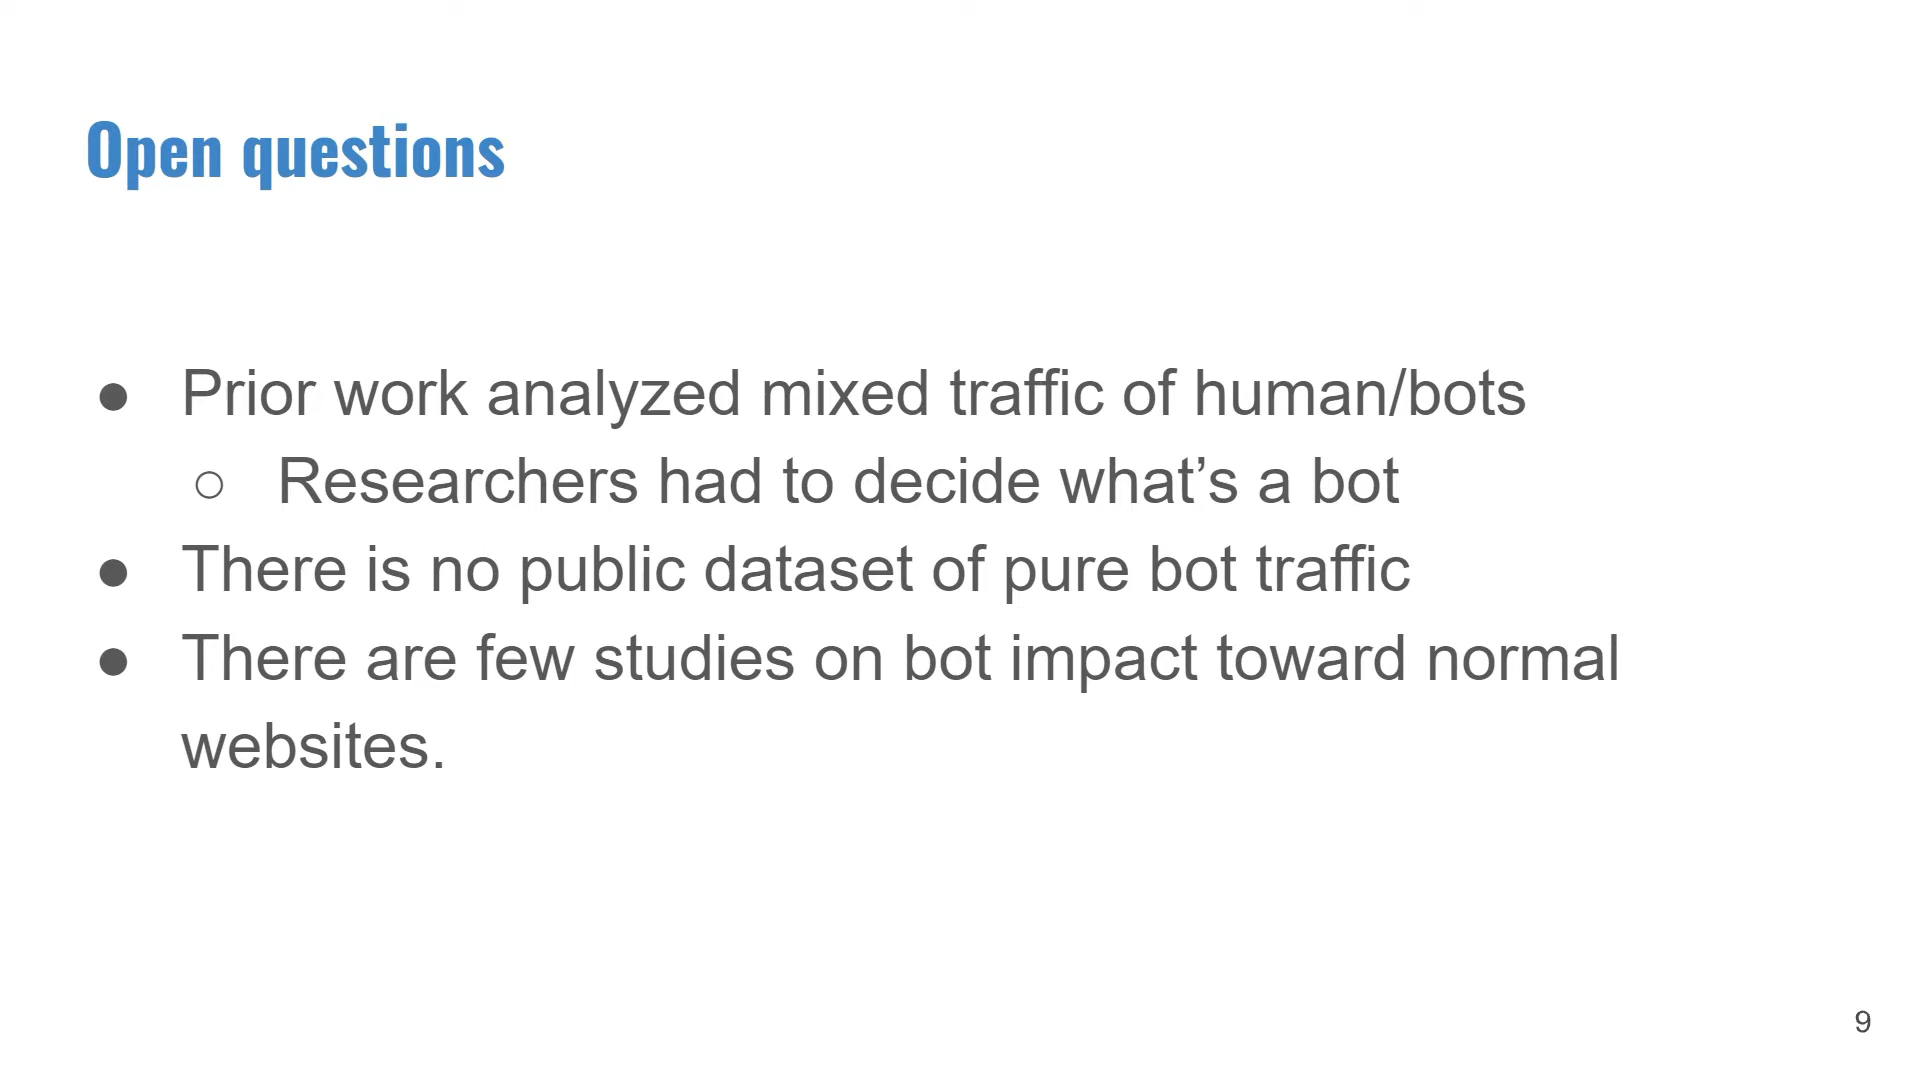 Open questions
● Prior work analyzed mixed traffic of human/bots
○ Researchers had to decide what’s a bot
● There is no public dataset of pure bot traffic
● There are few studies on bot impact toward normal
websites.
9